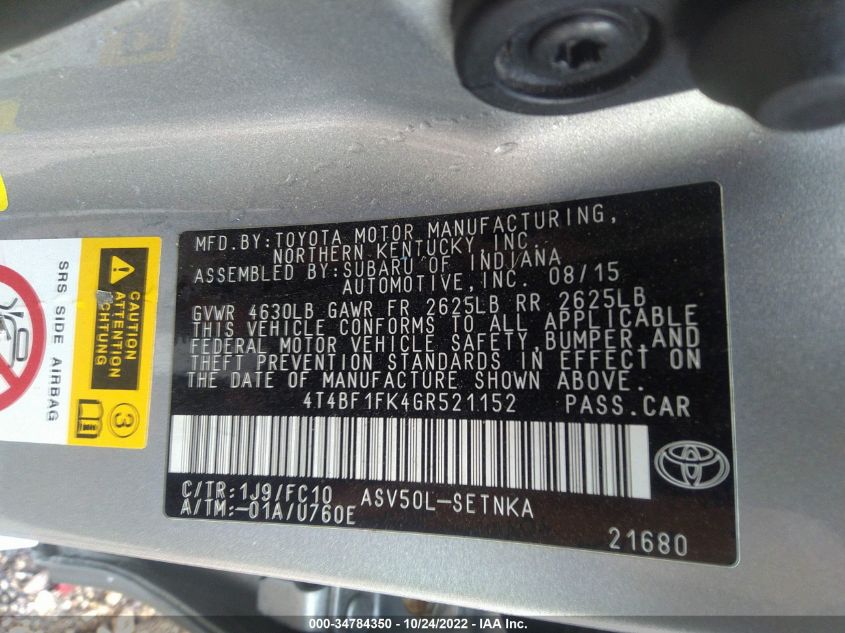 MFD.BY:TOYOTA MOTOR MANUFACTURING,
NORTHERN KENTUCKY, INC.
ASSEMBLED BY:SUBARU OF INDIANA
AUTOMOTIVE,INC. 08/15
GVWR 4630LB GAWR FR 2625LB RR 2625LB
THIS VEHICLE CONFORMS TO ALL APPLICABLE
FEDERAL MOTOR VEHICLE SAFETY,BUMPER,AND
THEFT PREVENTION STANDARDS IN EFFECT ON
THE DATE OF MANUFACTURE SHOWN ABOVE.
4T4BF1FK4GR521152 PASS.CAR
C/TR:1J9/FC10 ASV50L-SETNKA
A/TM:-01A/U760E
21680
SRS SIDE AIRBAG
CAUTION
ATTENTION
ACHTUNG
3
000-34784350 - 10/24/2022 - IAA Inc.